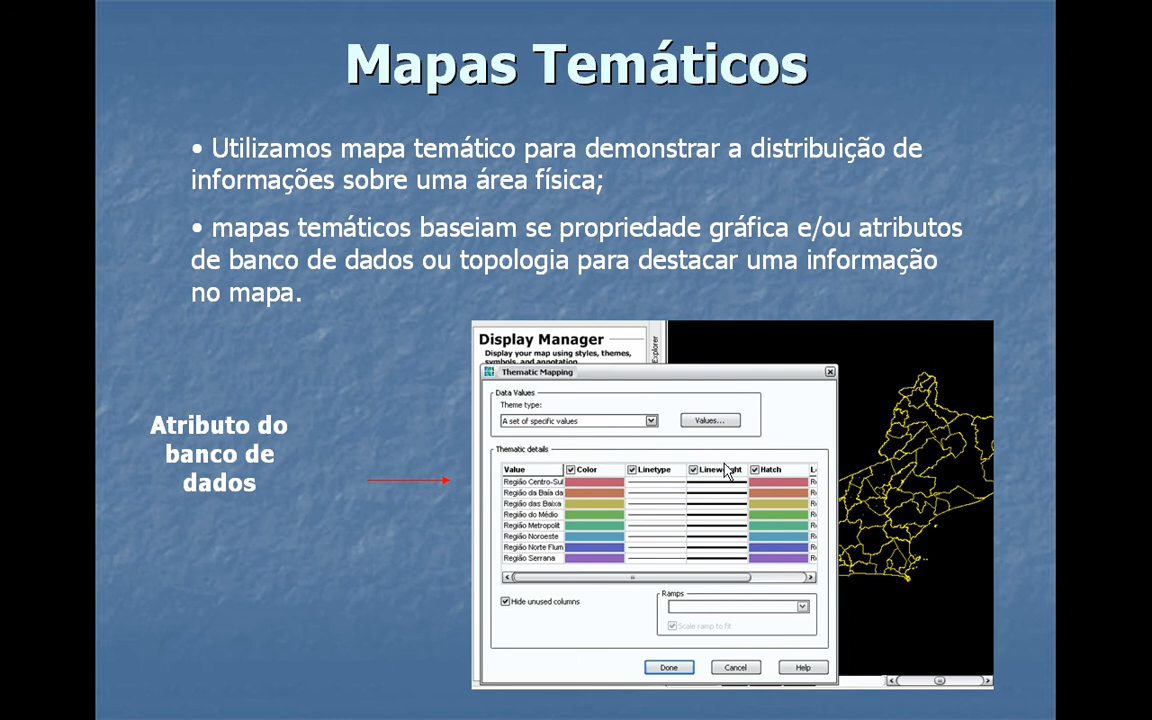 Mapas Temáticos
• Utilizamos mapa temático para demonstrar a distribuição de
informações sobre uma área física;
• mapas temáticos baseiam se propriedade gráfica e/ou atributos
de banco de dados ou topologia para destacar uma informação
no mapa.
Atributo do
banco de
dados
Display Manager
Display your map using styles, themes,
symbols, and annotation.
Explorer
Thematic Mapping
Data Values
Theme type:
A set of specific values
Values...
Thematic details
Value Color Linetype Hatch
Região Centro-Sul
Região da Baía da
Região das Baixa
Região do Médio
Região Metropolit
Região Noroeste
Região Norte Flum
Região Serrana
Hide unused columns
Ramps
Scale ramp to fit
Done Cancel Help